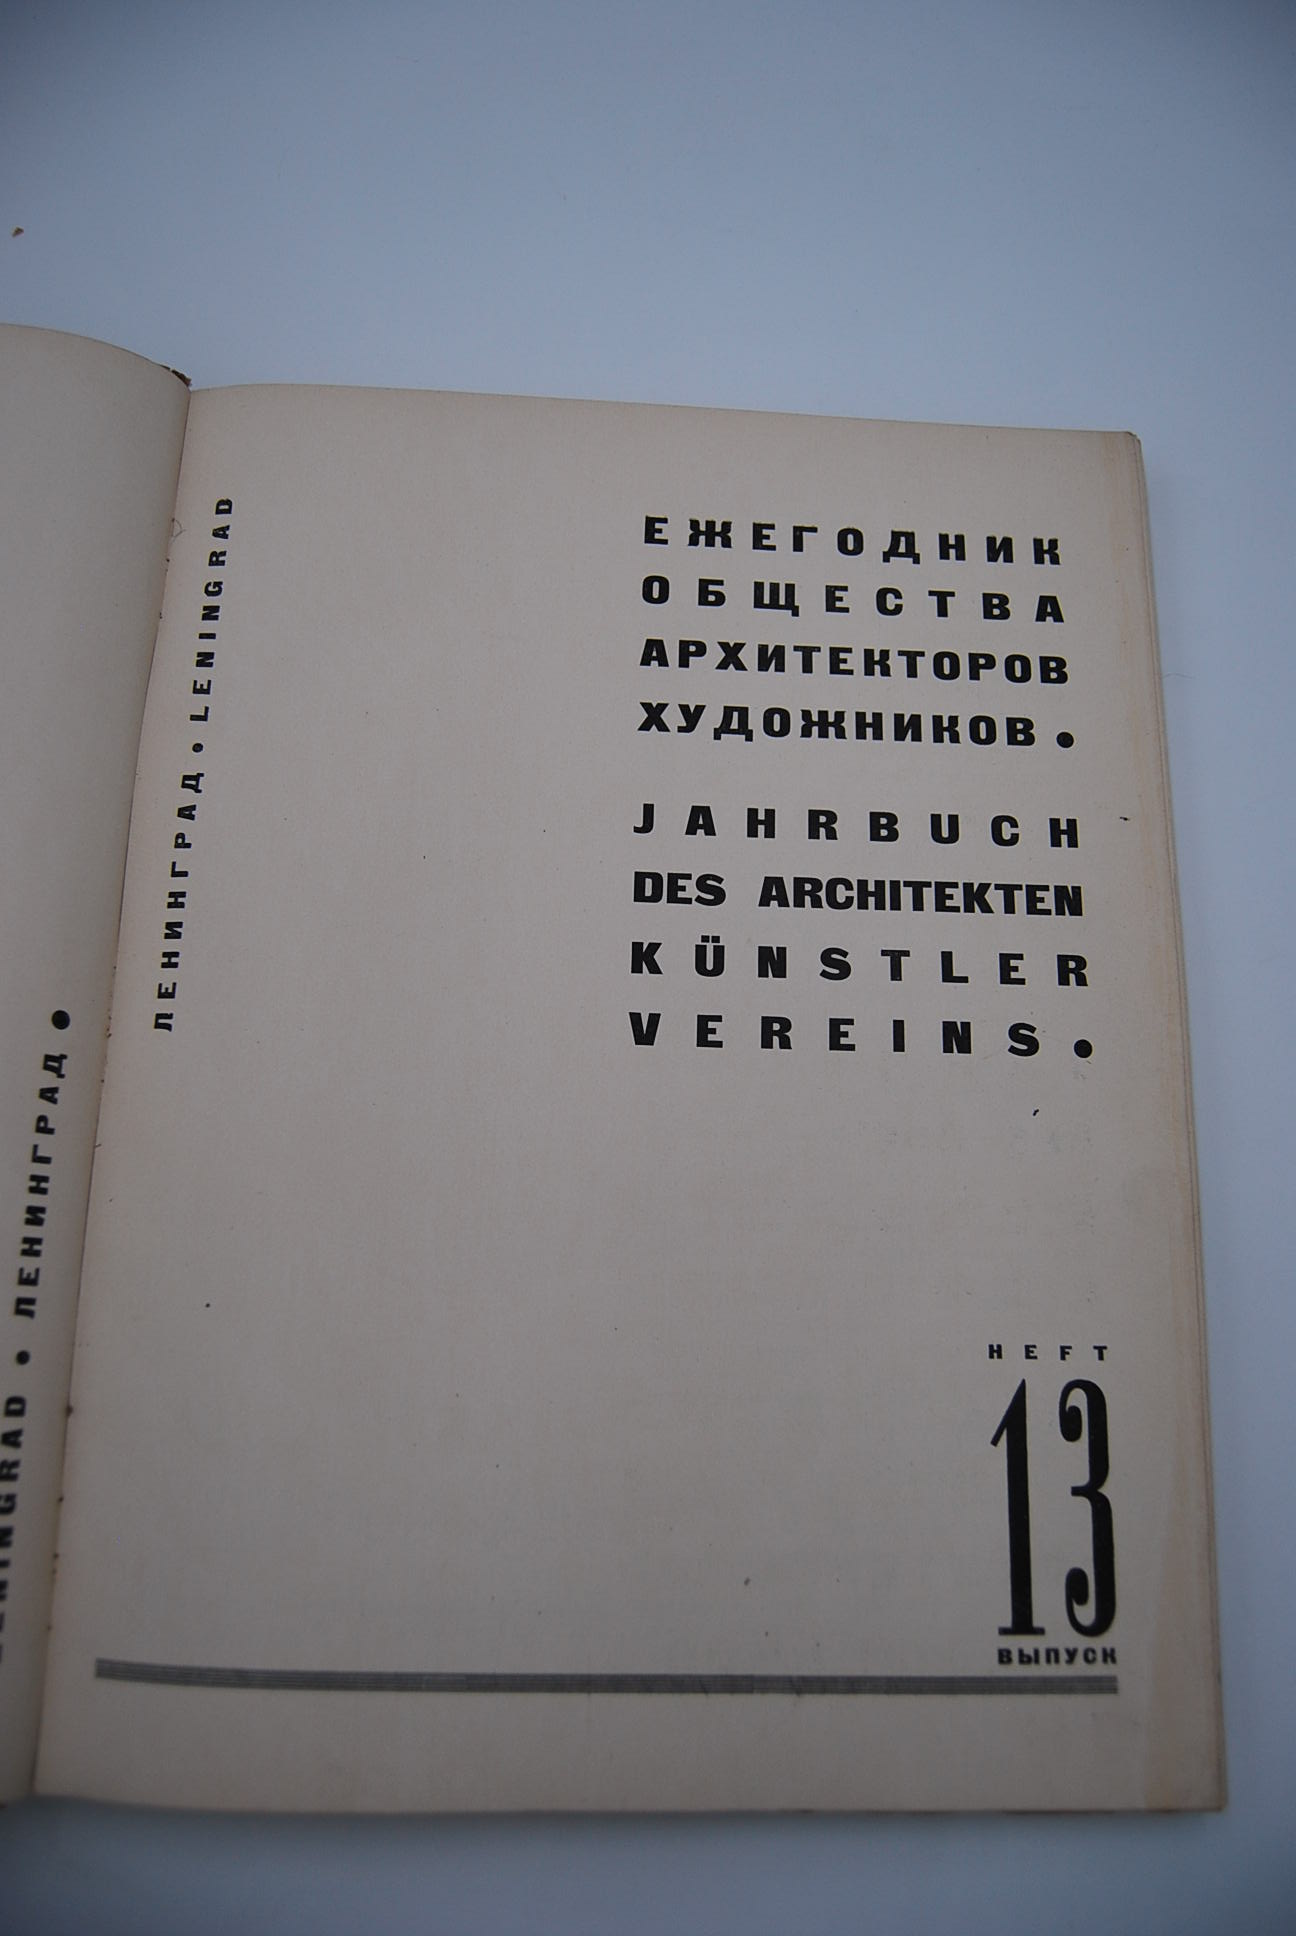 ЛЕНИНГРАД •
ЛЕНИНГРАД • LENINGRAD
ЕЖЕГОДНИК
ОБЩЕСТВА
АРХИТЕКТОРОВ
ХУДОЖНИКОВ •
JAHRBUCH
DES ARCHITEKTEN
KÜNSTLER
VEREINS •
HEFT
13
ВЫПУСК